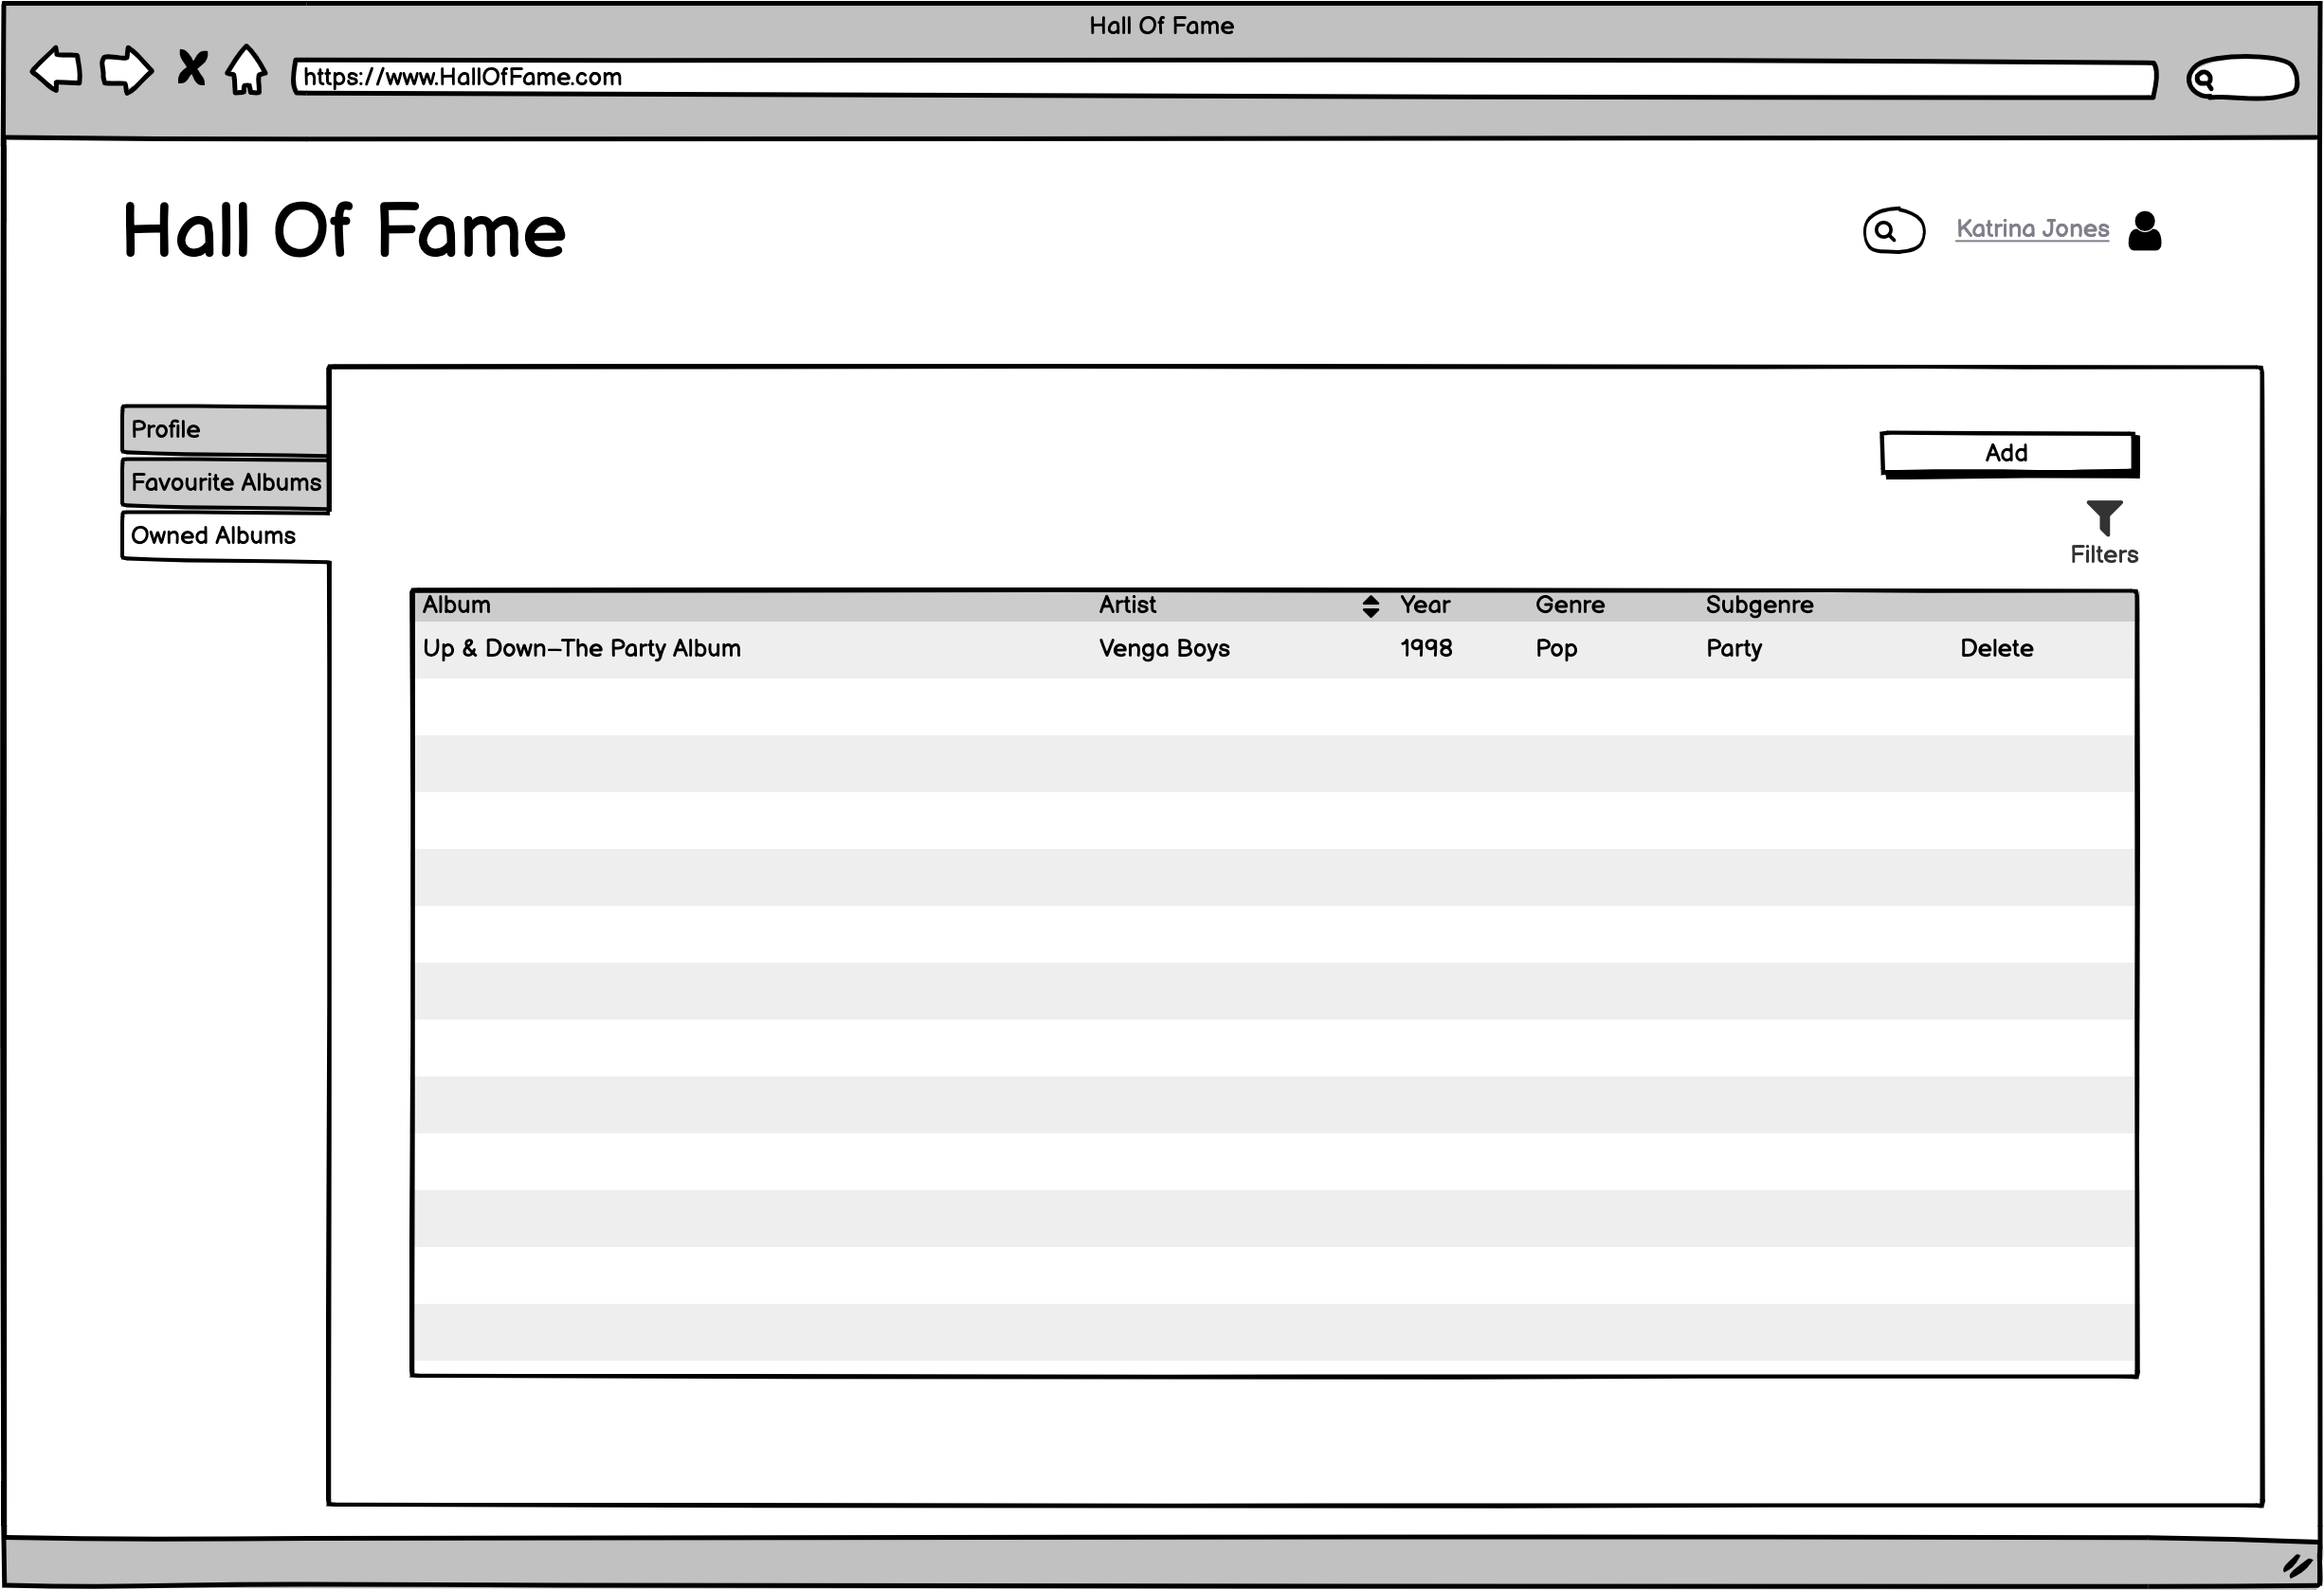 Hall Of Fame
https://www.HallOfFame.com
Hall Of Fame
Katrina Jones
Profile
Favourite Albums
Owned Albums
Add
Filters
Album Artist Year Genre Subgenre
Up & Down–The Party Album Venga Boys 1998 Pop Party Delete